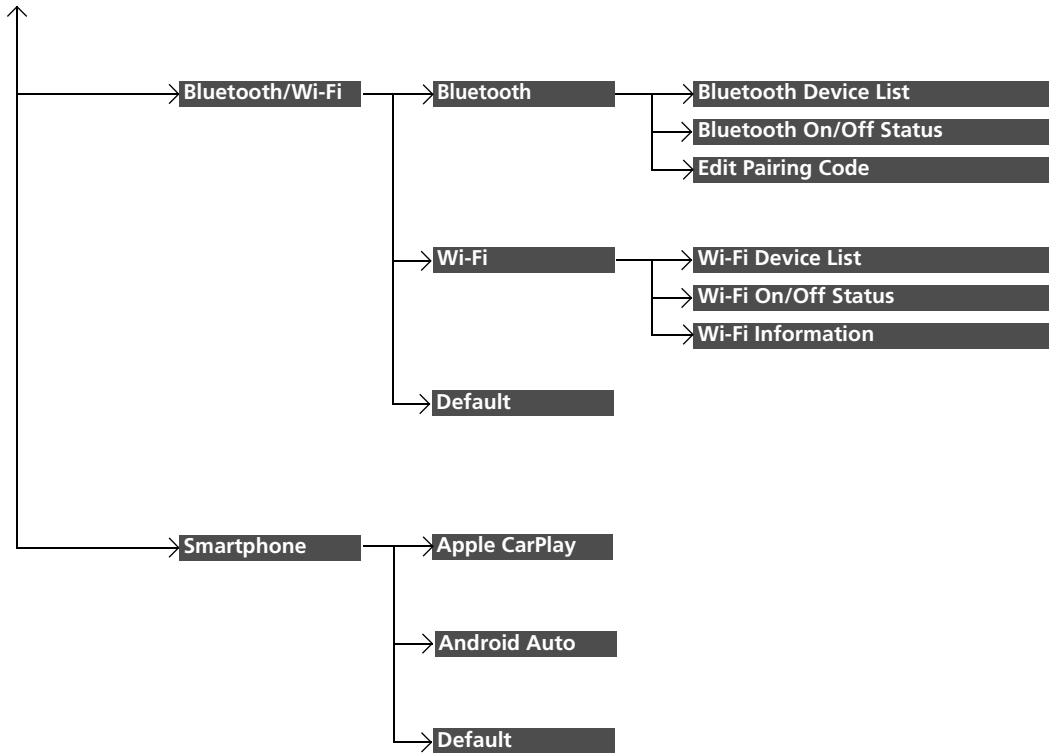 Bluetooth/Wi-Fi
Bluetooth
Bluetooth Device List
Bluetooth On/Off Status
Edit Pairing Code
Wi-Fi
Wi-Fi Device List
Wi-Fi On/Off Status
Wi-Fi Information
Default
Smartphone
Apple CarPlay
Android Auto
Default